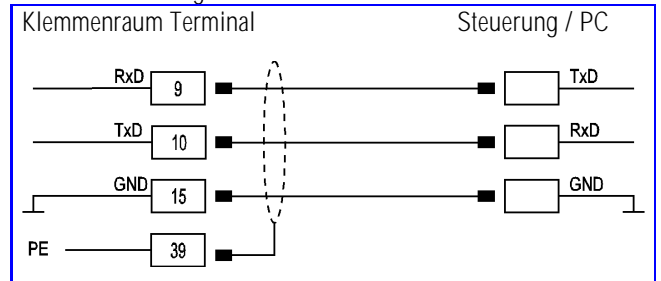 Klemmenraum Terminal Steuerung / PC
RxD 9 TxD
TxD 10 RxD
GND 15 GND
PE 39